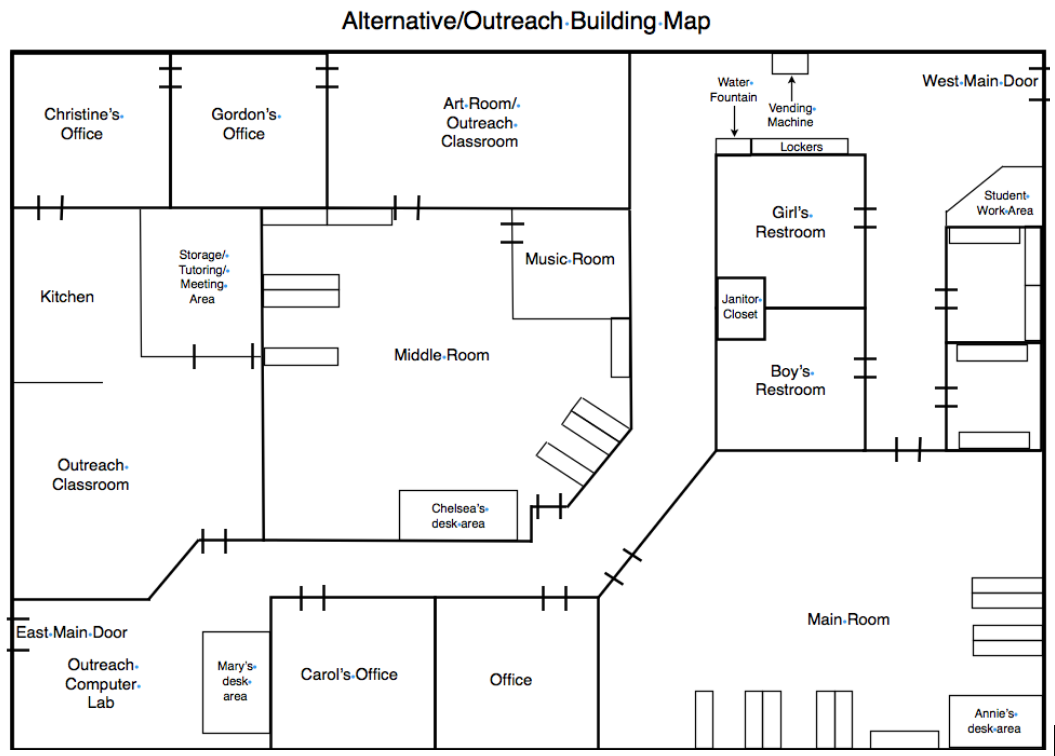 Alternative/Outreach Building Map
Christine's
Office
Gordon's
Office
Art Room/
Outreach
Classroom
Water
Fountain
Vending
Machine
West Main Door
Lockers
Student
Work Area
Girl's
Restroom
Storage/
Tutoring/
Meeting
Area
Music Room
Kitchen
Janitor
Closet
Middle Room
Boy's
Restroom
Outreach
Classroom
Chelsea's
desk area
Main Room
East Main Door
Outreach
Computer
Lab
Mary's
desk
area
Carol's Office
Office
Annie's
desk area